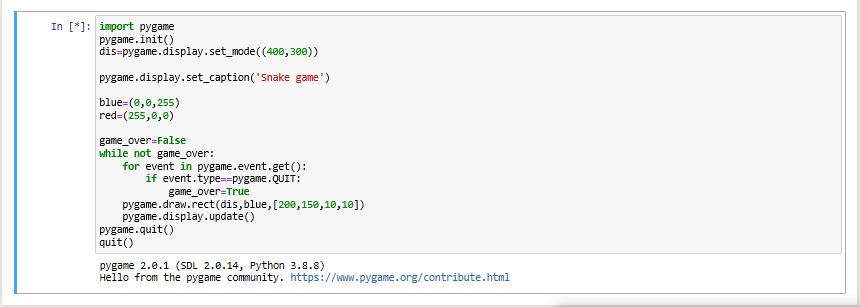 In [*]: import pygame
pygame.init()
dis=pygame.display.set_mode((400,300))
pygame.display.set_caption('Snake game')
blue=(0,0,255)
red=(255,0,0)
game_over=False
while not game_over:
    for event in pygame.event.get():
        if event.type==pygame.QUIT:
            game_over=True
    pygame.draw.rect(dis,blue,[200,150,10,10])
    pygame.display.update()
pygame.quit()
quit()
pygame 2.0.1 (SDL 2.0.14, Python 3.8.8)
Hello from the pygame community. https://www.pygame.org/contribute.html